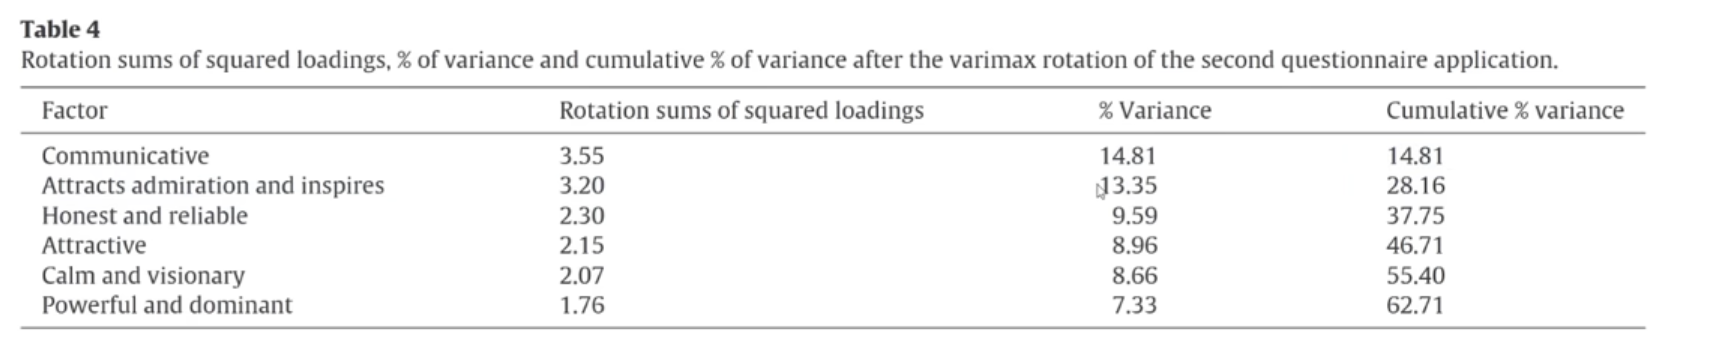 Table 4
Rotation sums of squared loadings, % of variance and cumulative % of variance after the varimax rotation of the second questionnaire application.
Factor Rotation sums of squared loadings % Variance Cumulative % variance
Communicative 3.55 14.81 14.81
Attracts admiration and inspires 3.20 13.35 28.16
Honest and reliable 2.30 9.59 37.75
Attractive 2.15 8.96 46.71
Calm and visionary 2.07 8.66 55.40
Powerful and dominant 1.76 7.33 62.71